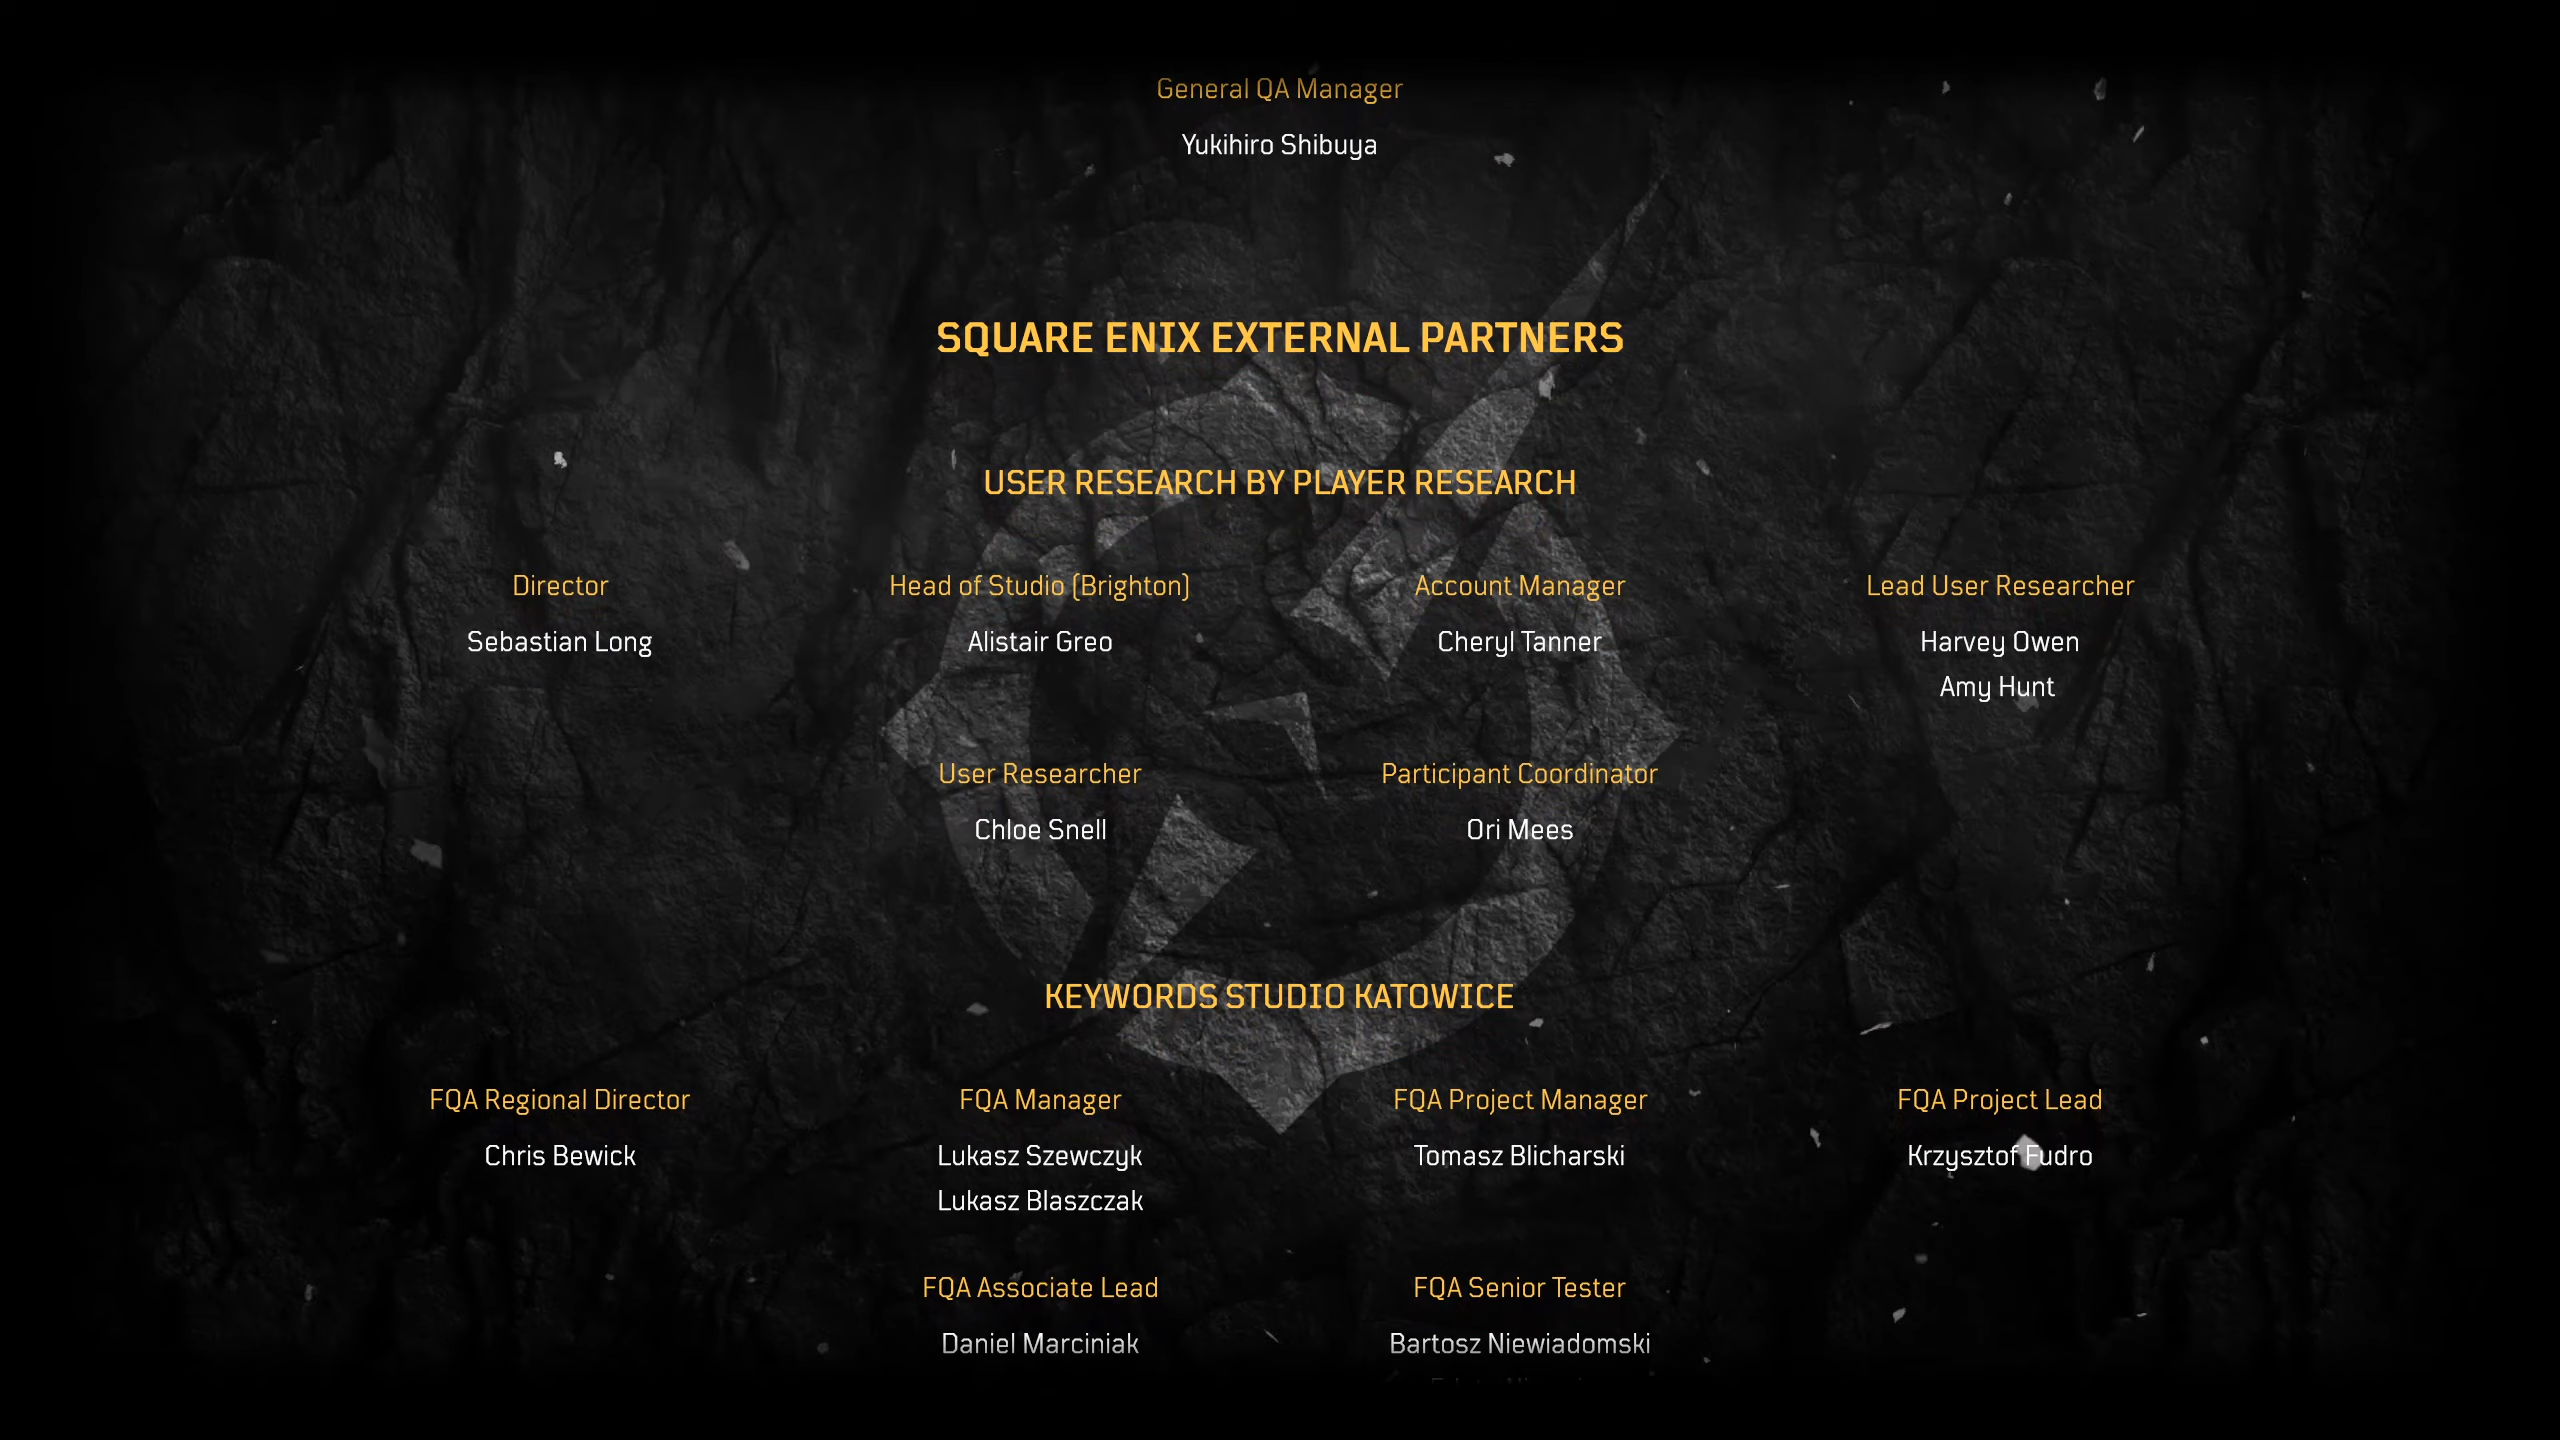 General QA Manager
Yukihiro Shibuya
SQUARE ENIX EXTERNAL PARTNERS
USER RESEARCH BY PLAYER RESEARCH
Director
Sebastian Long
Head of Studio (Brighton)
Alistair Greo
Account Manager
Cheryl Tanner
Lead User Researcher
Harvey Owen
Amy Hunt
User Researcher
Chloe Snell
Participant Coordinator
Ori Mees
KEYWORDS STUDIO KATOWICE
FQA Regional Director
Chris Bewick
FQA Manager
Lukasz Szewczyk
Lukasz Blaszczak
FQA Project Manager
Tomasz Blicharski
FQA Project Lead
Krzysztof Fudro
FQA Associate Lead
Daniel Marciniak
FQA Senior Tester
Bartosz Niewiadomski